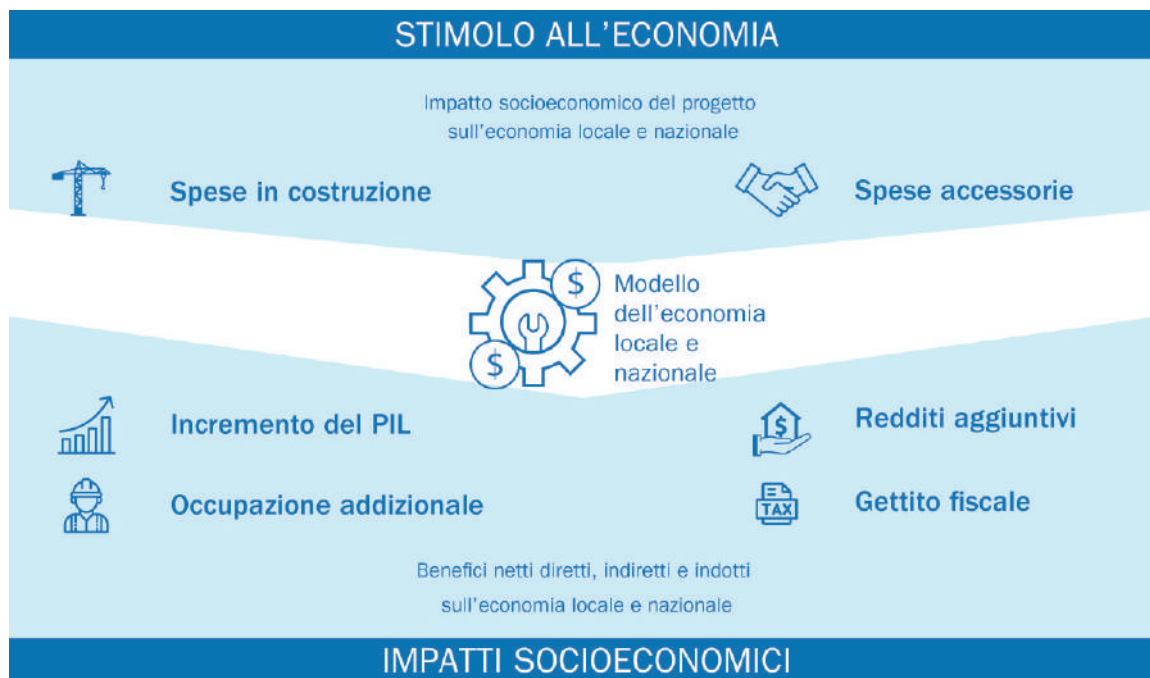 STIMOLO ALL'ECONOMIA
Impatto socioeconomico del progetto
sull'economia locale e nazionale
Spese in costruzione
Spese accessorie
$
Modello
dell'economia
locale e
nazionale
$
Incremento del PIL
$
Redditi aggiuntivi
Occupazione addizionale
TAX
Gettito fiscale
Benefici netti diretti, indiretti e indotti
sull'economia locale e nazionale
IMPATTI SOCIOECONOMICI